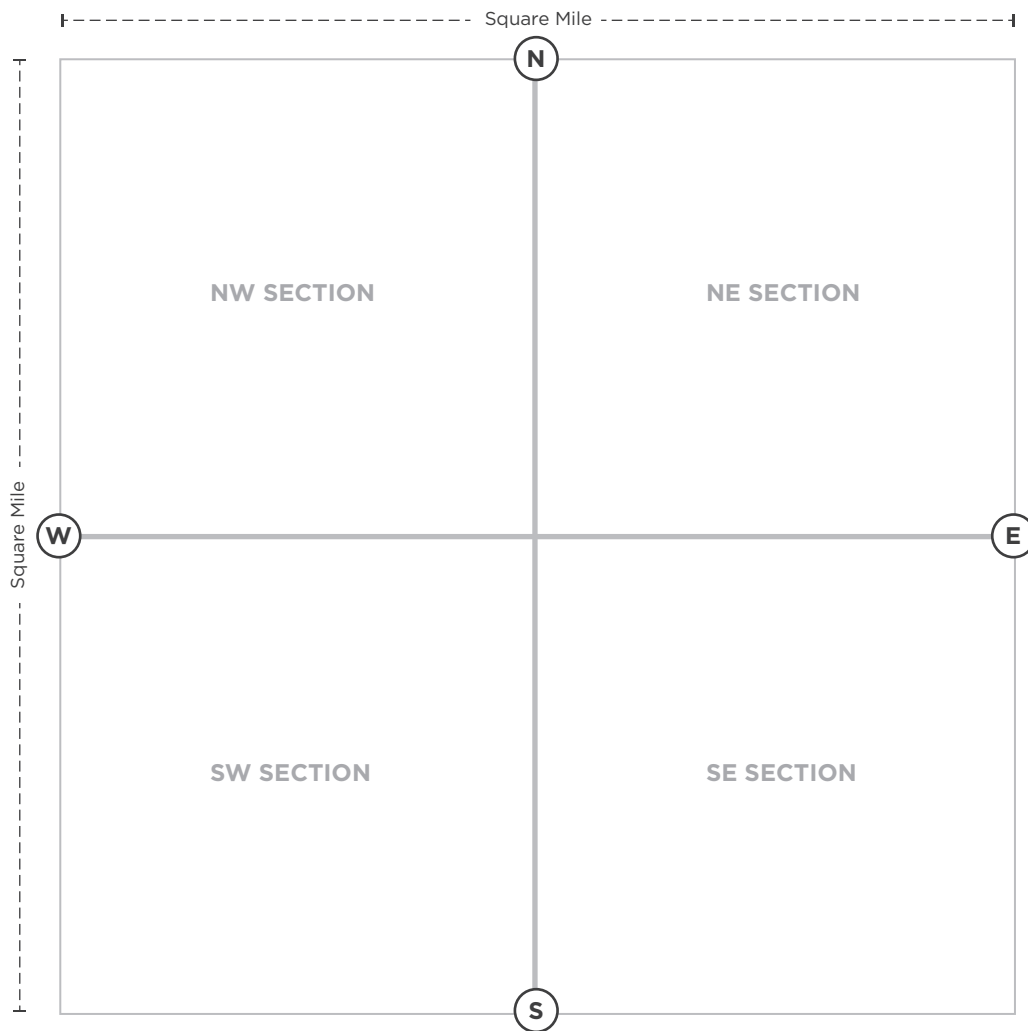 Square Mile
N
NW SECTION
NE SECTION
Square Mile
W
E
SW SECTION
SE SECTION
S